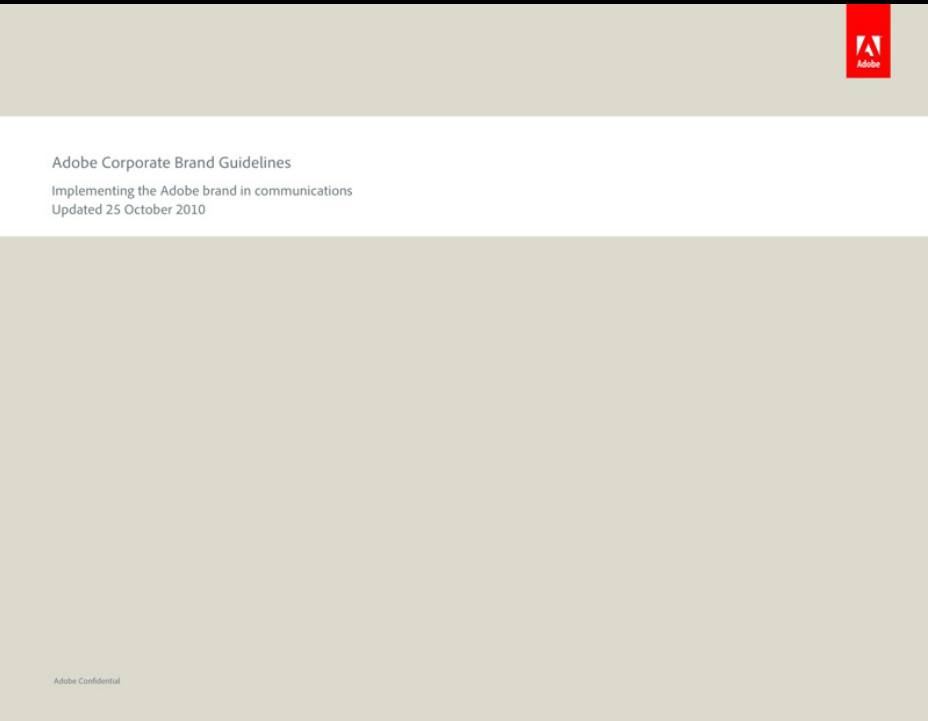 Adobe
Adobe Corporate Brand Guidelines
Implementing the Adobe brand in communications
Updated 25 October 2010
Adobe Confidential